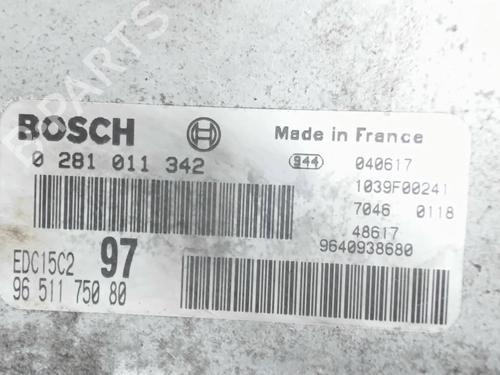 B-PARTS
BOSCH
Made in France
0 281 011 342
944 040617
1039F00241
7046 0118
48617
9640938680
EDC15C2 97
96 511 750 80